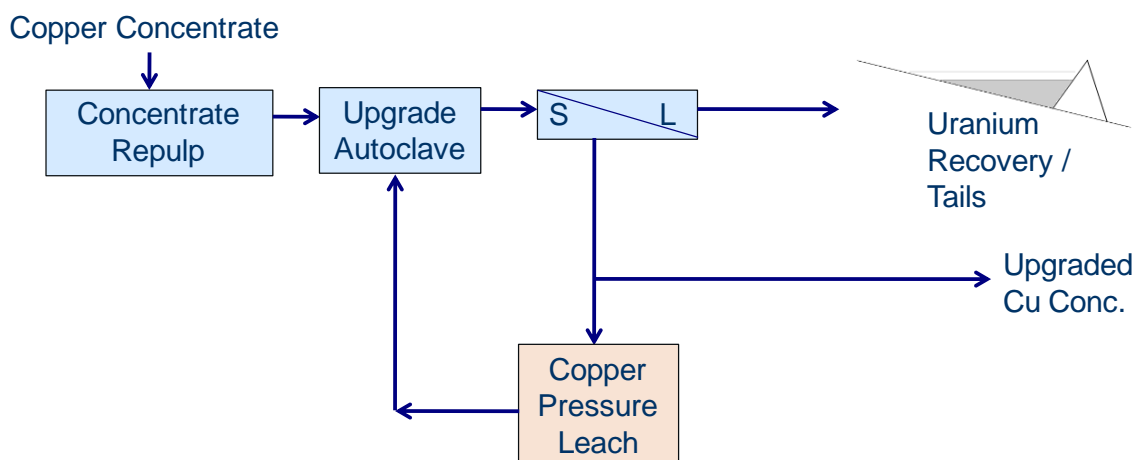 Copper Concentrate
Concentrate
Repulp
Upgrade
Autoclave
S L
Uranium
Recovery /
Tails
Upgraded
Cu Conc.
Copper
Pressure
Leach